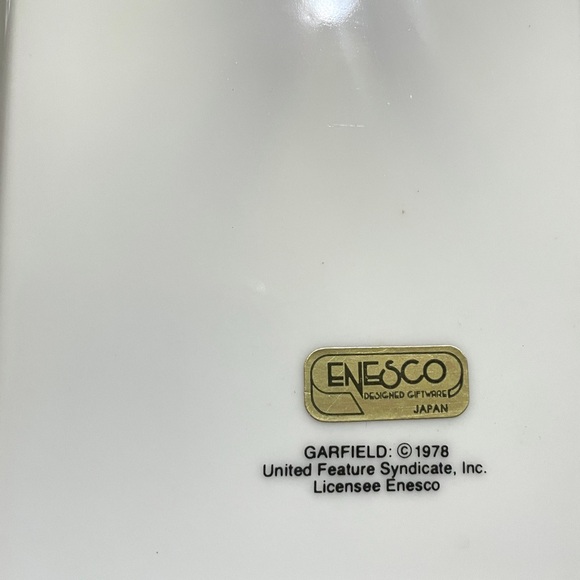 ENESCO
DESIGNED GIFTWARE
JAPAN
GARFIELD: © 1978
United Feature Syndicate, Inc.
Licensee Enesco